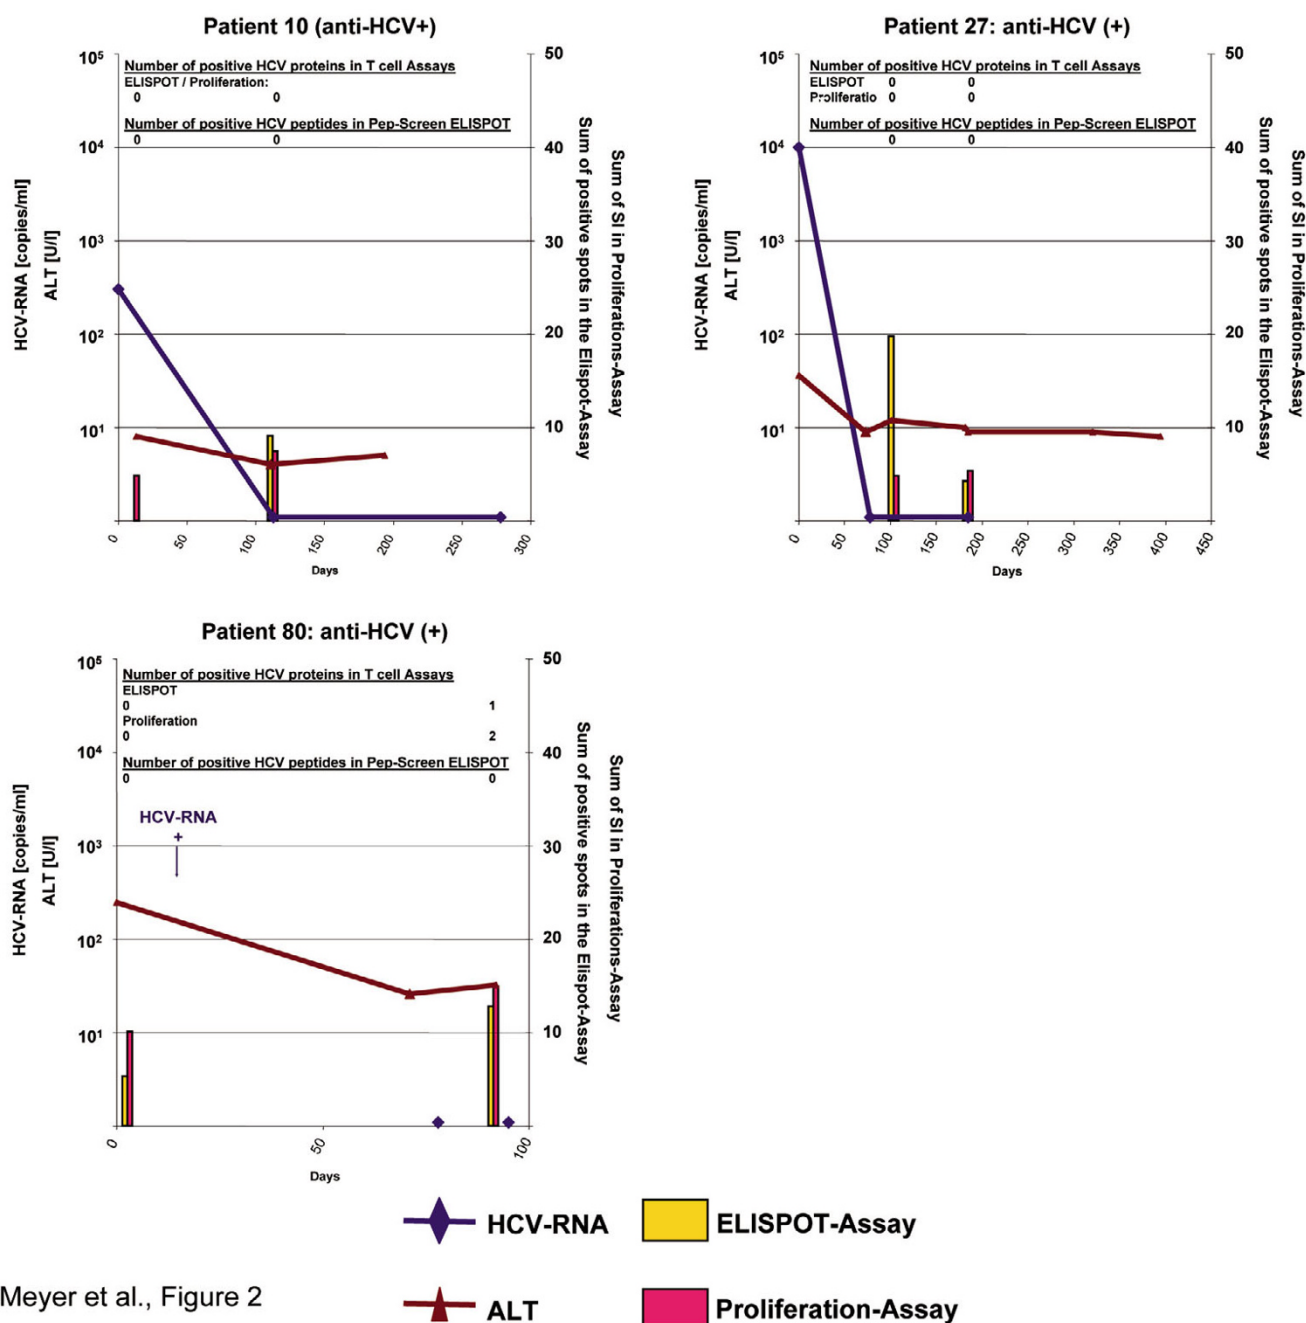 Patient 10 (anti-HCV+)
Number of positive HCV proteins in T cell Assays
ELISPOT / Proliferation:
0 0
Number of positive HCV peptides in Pep-Screen ELISPOT
0 0
10⁵
10⁴
10³
10²
10¹
50
40
30
20
10
HCV-RNA [copies/ml]
ALT [U/l]
Sum of positive spots in the Elispot-Assay
Sum of SI in Proliferations-Assay
0 50 100 150 200 250 300
Days
Patient 27: anti-HCV (+)
Number of positive HCV proteins in T cell Assays
ELISPOT 0 0
Proliferatio 0 0
Number of positive HCV peptides in Pep-Screen ELISPOT
0 0
10⁵
10⁴
10³
10²
10¹
50
40
30
20
10
HCV-RNA [copies/ml]
ALT [U/l]
Sum of positive spots in the Elispot-Assay
Sum of SI in Proliferations-Assay
0 50 100 150 200 250 300 350 400 450
Days
Patient 80: anti-HCV (+)
Number of positive HCV proteins in T cell Assays
ELISPOT
0 1
Proliferation
0 2
Number of positive HCV peptides in Pep-Screen ELISPOT
0 0
HCV-RNA
+
10⁵
10⁴
10³
10²
10¹
50
40
30
20
10
HCV-RNA [copies/ml]
ALT [U/l]
Sum of positive spots in the Elispot-Assay
Sum of SI in Proliferations-Assay
0 50 100
Days
HCV-RNA
ELISPOT-Assay
ALT
Proliferation-Assay
Meyer et al., Figure 2